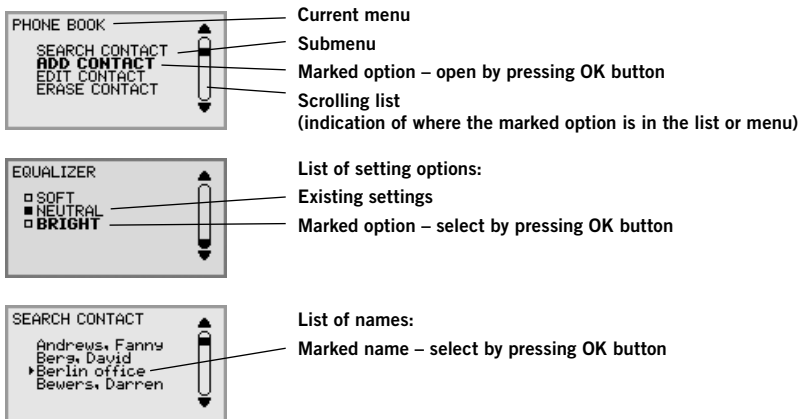 PHONE BOOK
SEARCH CONTACT
ADD CONTACT
EDIT CONTACT
ERASE CONTACT
Current menu
Submenu
Marked option – open by pressing OK button
Scrolling list
(indication of where the marked option is in the list or menu)
EQUALIZER
SOFT
NEUTRAL
BRIGHT
List of setting options:
Existing settings
Marked option – select by pressing OK button
SEARCH CONTACT
Andrews, Fanny
Berg, David
Berlin office
Bewers, Darren
List of names:
Marked name – select by pressing OK button